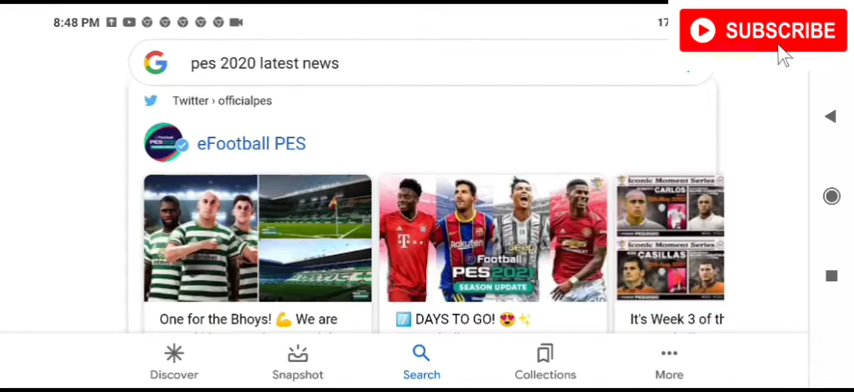 8:48 PM
17
SUBSCRIBE
pes 2020 latest news
Twitter › officialpes
eFootball PES
CARLOS
Rakuten
Jeep
eFootball
PES2021
SEASON UPDATE
Iconic Moment Series
CASILLAS
One for the Bhoys! 💪 We are
7️⃣ DAYS TO GO! 😍✨
It's Week 3 of th
Discover
Snapshot
Search
Collections
More